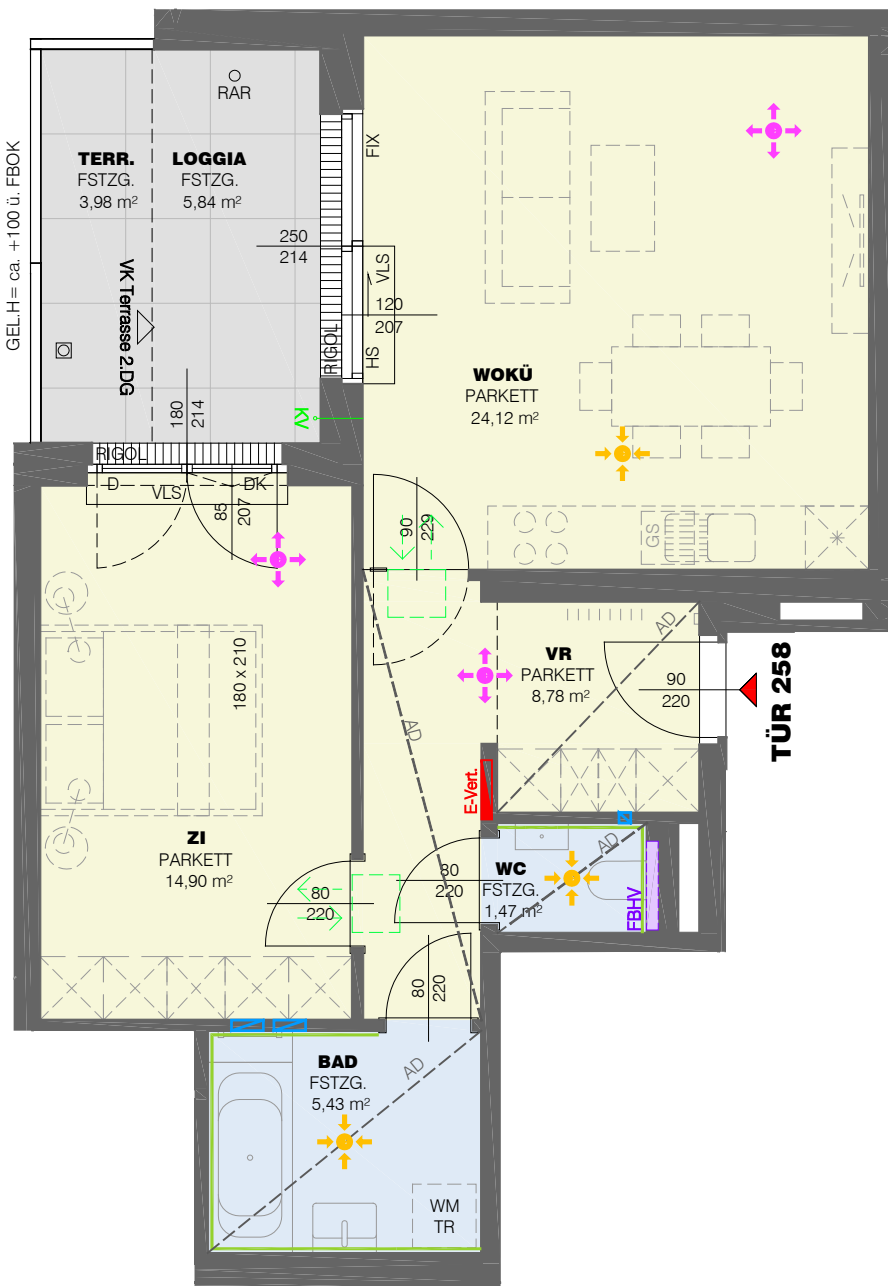 RAR
TERR.
FSTZG.
3,98 m²
LOGGIA
FSTZG.
5,84 m²
GEL.H= ca. +100 ü. FBOK
VK Terrasse 2.DG
FIX
250
214
VLS
120
207
HS
RIGOL
KV
180
214
RIGOL
D
VLS
DK
85
207
WOKÜ
PARKETT
24,12 m²
GS
90
229
VR
PARKETT
8,78 m²
AD
90
220
TÜR 258
AD
E-Vert.
180 x 210
ZI
PARKETT
14,90 m²
80
220
80
220
WC
FSTZG.
1,47 m²
AD
FBHV
80
220
BAD
FSTZG.
5,43 m²
AD
WM
TR